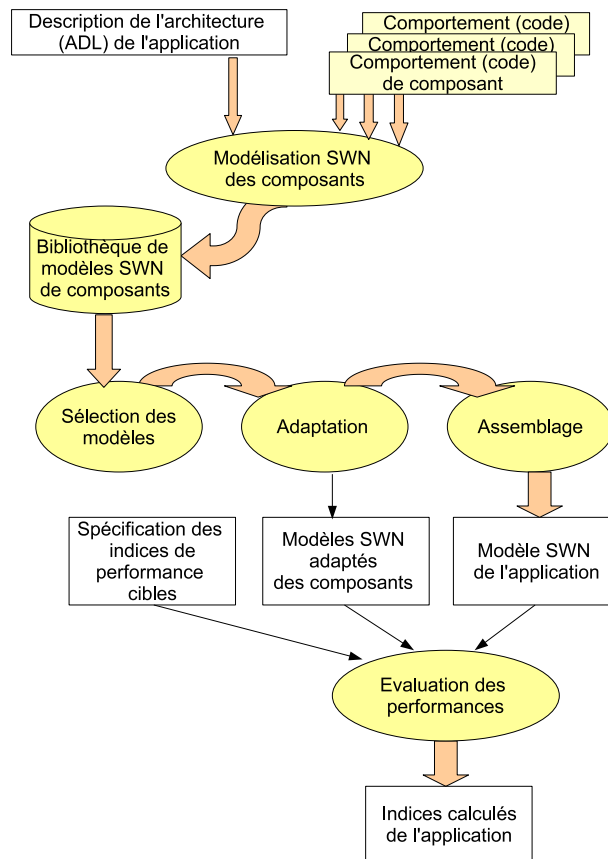 Description de l'architecture
(ADL) de l'application
Comportement (code)
Comportement (code)
Comportement (code)
de composant
Modélisation SWN
des composants
Bibliothèque de
modèles SWN
de composants
Sélection des
modèles
Adaptation
Assemblage
Spécification des
indices de
performance
cibles
Modèles SWN
adaptés
des composants
Modèle SWN
de l'application
Evaluation des
performances
Indices calculés
de l'application